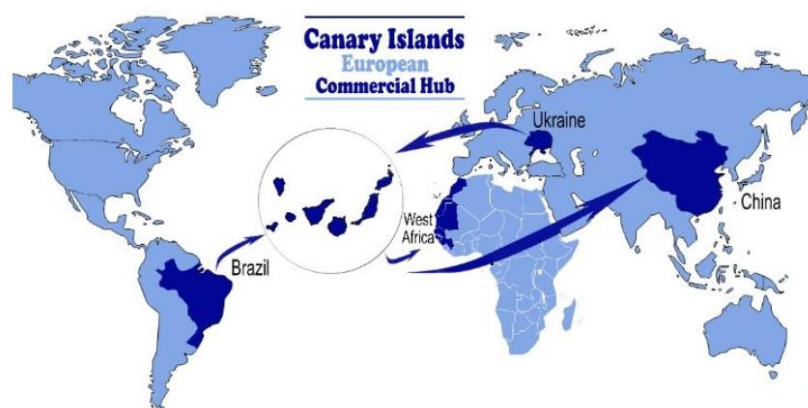 Canary Islands
European
Commercial Hub
Ukraine
China
West
Africa
Brazil